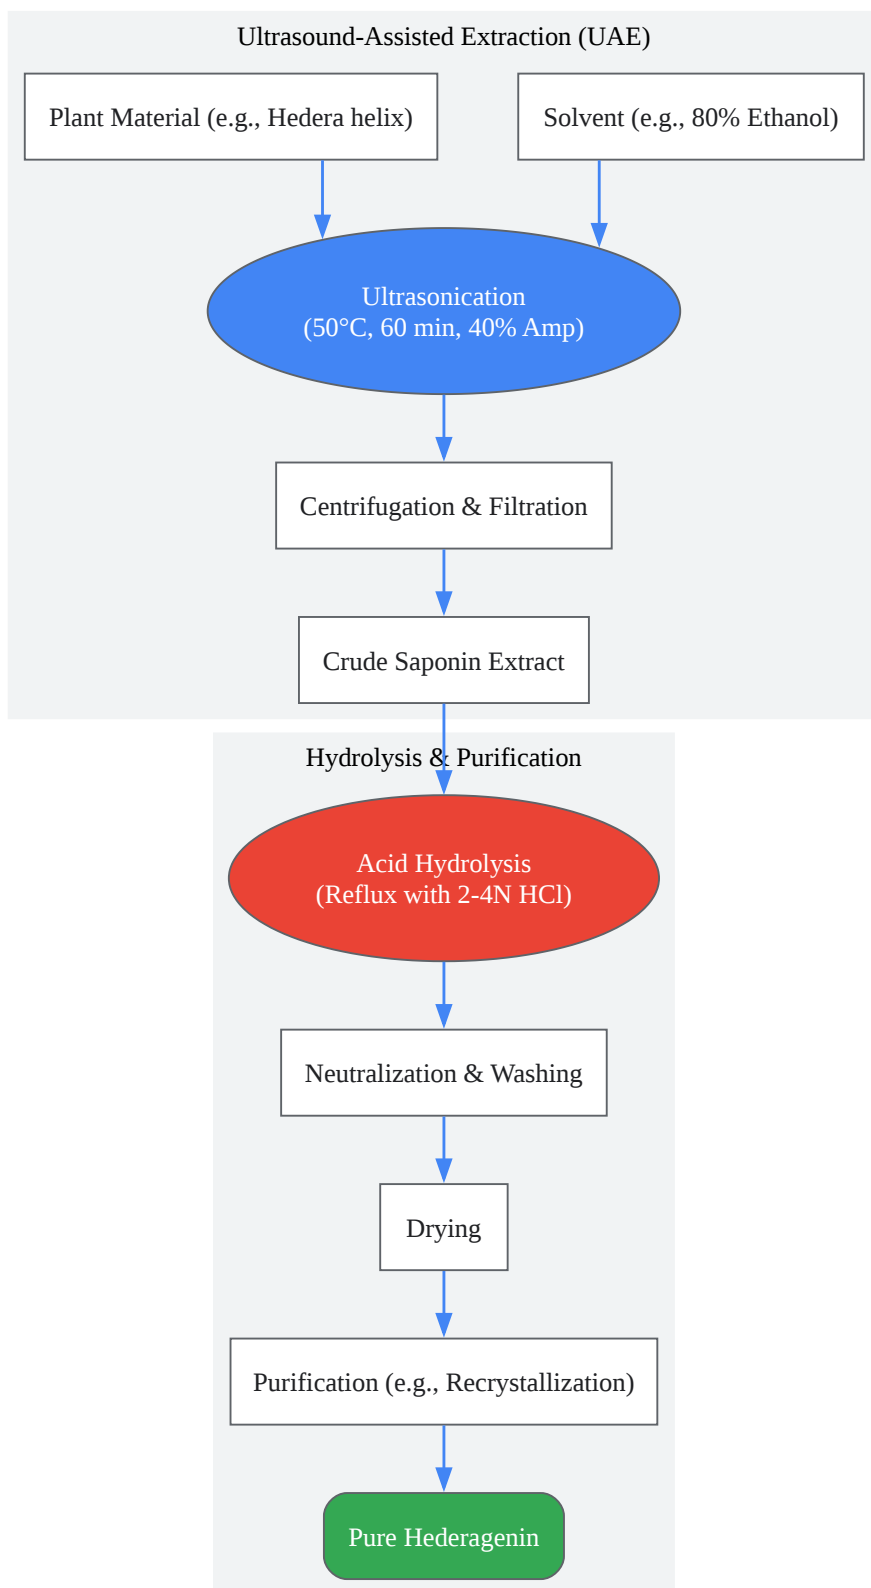 Ultrasound-Assisted Extraction (UAE)
Plant Material (e.g., Hedera helix)
Solvent (e.g., 80% Ethanol)
Ultrasonication
(50°C, 60 min, 40% Amp)
Centrifugation & Filtration
Crude Saponin Extract
Hydrolysis & Purification
Acid Hydrolysis
(Reflux with 2-4N HCl)
Neutralization & Washing
Drying
Purification (e.g., Recrystallization)
Pure Hederagenin